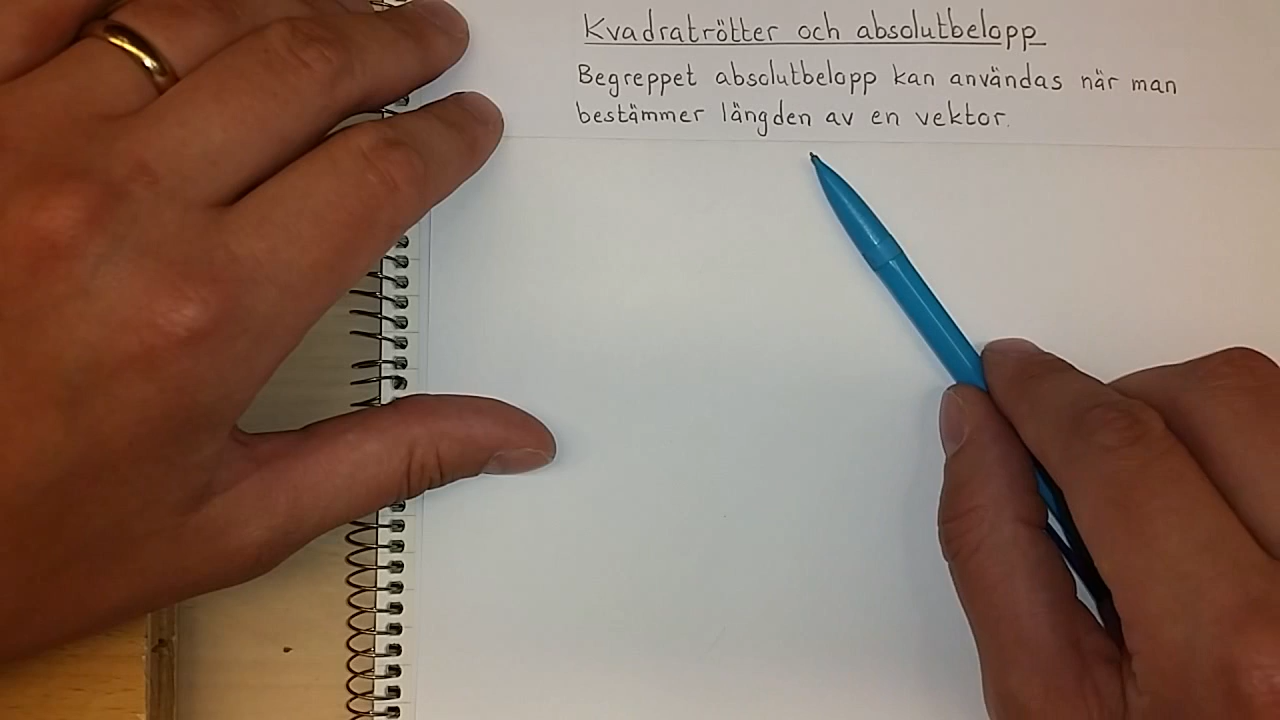 Kvadratrötter och absolutbelopp
Begreppet absolutbelopp kan användas när man
bestämmer längden av en vektor.